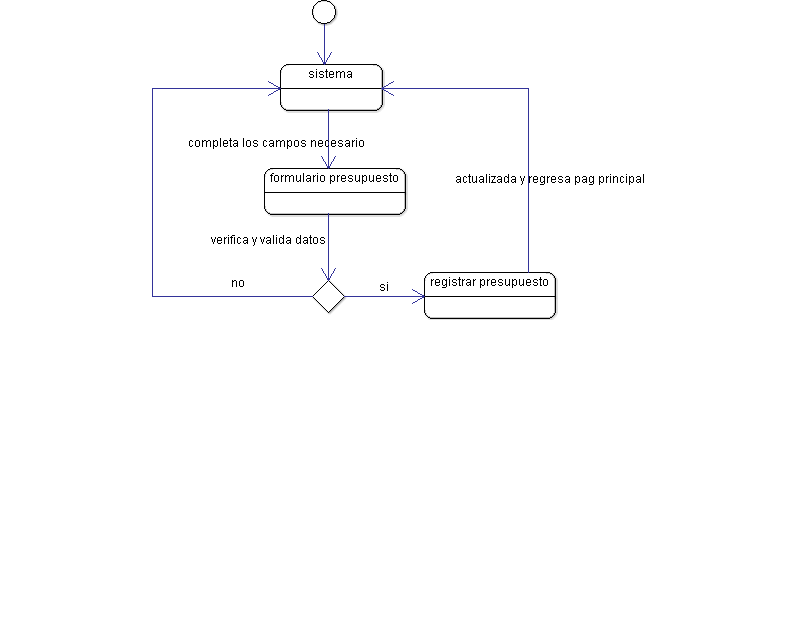 sistema
completa los campos necesario
formulario presupuesto
actualizada y regresa pag principal
verifica y valida datos
no
si
registrar presupuesto